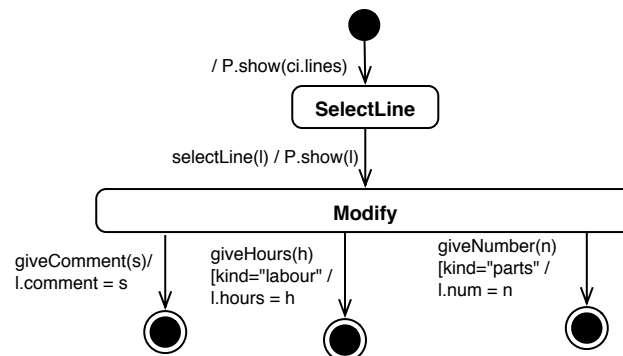 / P.show(ci.lines)
SelectLine
selectLine(l) / P.show(l)
Modify
giveComment(s)/
l.comment = s
giveHours(h)
[kind="labour" /
l.hours = h
giveNumber(n)
[kind="parts" /
l.num = n